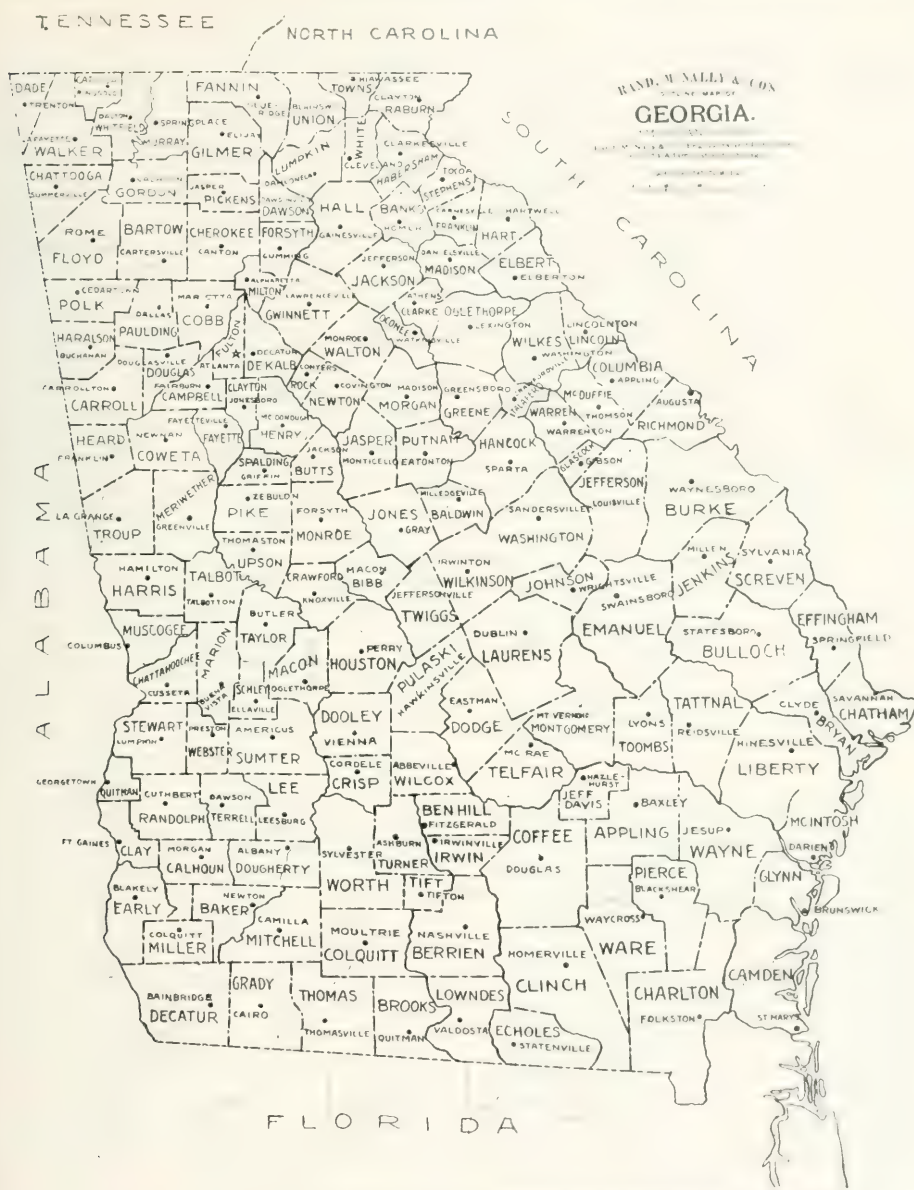 TENNESSEE
NORTH CAROLINA
RAND, McNALLY & CO'S
GEORGIA.
SOUTH CAROLINA
ALABAMA
FLORIDA
DADE
TRENTON
FANNIN
TOWNS
HIAWASSEE
CLAYTON
RABURN
UNION
LAFAYETTE
WALKER
DALTON
WHITFIELD
SPRING PLACE
MURRAY
ELIJAY
GILMER
LUMPKIN
DAHLONEGA
WHITE
CLEVELAND
CLARKESVILLE
HABERSHAM
TOCOA
STEPHENS
CHATTOOGA
SUMMERVILLE
GORDON
JASPER
PICKENS
DAWSON
HALL
GAINESVILLE
BANKS
HOMER
CARNESVILLE
FRANKLIN
HARTWELL
HART
ROME
FLOYD
BARTOW
CARTERSVILLE
CHEROKEE
CANTON
FORSYTH
CUMMING
JEFFERSON
JACKSON
DANIELSVILLE
MADISON
ELBERT
ELBERTON
CEDARTOWN
POLK
DALLAS
PAULDING
MARIETTA
COBB
ALPHARETTA
MILTON
LAWRENCEVILLE
GWINNETT
ATHENS
CLARKE
OGLETHORPE
LEXINGTON
OCONEE
WATKINSVILLE
WILKES
WASHINGTON
LINCOLNTON
LINCOLN
HARALSON
BUCHANAN
DOUGLASVILLE
DOUGLAS
FULTON
ATLANTA
DECATUR
DE KALB
CONYERS
ROCK
MONROE
WALTON
COLUMBIA
APPLING
CARROLLTON
CARROLL
FAIRBURN
CAMPBELL
CLAYTON
JONESBORO
COVINGTON
NEWTON
MADISON
MORGAN
GREENSBORO
GREENE
WARREN
WARRENTON
McDUFFIE
THOMSON
AUGUSTA
RICHMOND
HEARD
FRANKLIN
NEWNAN
COWETA
FAYETTEVILLE
FAYETTE
McDONOUGH
HENRY
SPALDING
GRIFFIN
JACKSON
BUTTS
JASPER
MONTICELLO
PUTNAM
EATONTON
HANCOCK
SPARTA
GLASCOCK
GIBSON
JEFFERSON
LOUISVILLE
WAYNESBORO
BURKE
LA GRANGE
TROUP
MERIWETHER
GREENVILLE
ZEBULON
PIKE
FORSYTH
MONROE
JONES
GRAY
MILLEDGEVILLE
BALDWIN
SANDERSVILLE
WASHINGTON
THOMASTON
UPSON
HAMILTON
HARRIS
TALBOT
TALBOTTON
CRAWFORD
KNOXVILLE
MACON
BIBB
IRWINTON
WILKINSON
JEFFERSONVILLE
TWIGGS
JOHNSON
WRIGHTSVILLE
SWAINSBORO
EMANUEL
MILLEN
JENKINS
SYLVANIA
SCREVEN
MUSCOGEE
COLUMBUS
CHATTAHOOCHEE
CUSSETA
MARION
BUENA VISTA
BUTLER
TAYLOR
MACON
OGLETHORPE
SCHLEY
ELLAVILLE
PERRY
HOUSTON
PULASKI
HAWKINSVILLE
DUBLIN
LAURENS
STATESBORO
BULLOCH
EFFINGHAM
SPRINGFIELD
STEWART
LUMPKIN
PRESTON
WEBSTER
AMERICUS
SUMTER
DOOLEY
VIENNA
EASTMAN
DODGE
MT VERNON
MONTGOMERY
LYONS
TOOMBS
TATTNAL
REIDSVILLE
CLYDE
BRYAN
SAVANNAH
CHATHAM
HINESVILLE
LIBERTY
GEORGETOWN
QUITMAN
CUTHBERT
RANDOLPH
DAWSON
TERRELL
LEE
LEESBURG
CORDELE
CRISP
ABBEVILLE
WILCOX
McRAE
TELFAIR
HAZLE-
HURST
JEFF
DAVIS
BAXLEY
APPLING
JESUP
WAYNE
McINTOSH
DARIEN
FT GAINES
CLAY
MORGAN
CALHOUN
ALBANY
DOUGHERTY
SYLVESTER
WORTH
ASHBURN
TURNER
BEN HILL
FITZGERALD
IRWINVILLE
IRWIN
COFFEE
DOUGLAS
PIERCE
BLACKSHEAR
GLYNN
BRUNSWICK
BLAKELY
EARLY
NEWTON
BAKER
CAMILLA
MITCHELL
TIFT
TIFTON
WAYCROSS
WARE
COLQUITT
MILLER
MOULTRIE
COLQUITT
NASHVILLE
BERRIEN
HOMERVILLE
CLINCH
CHARLTON
FOLKSTON
CAMDEN
ST MARYS
BAINBRIDGE
DECATUR
GRADY
CAIRO
THOMAS
THOMASVILLE
BROOKS
QUITMAN
LOWNDES
VALDOSTA
ECHOLES
STATENVILLE